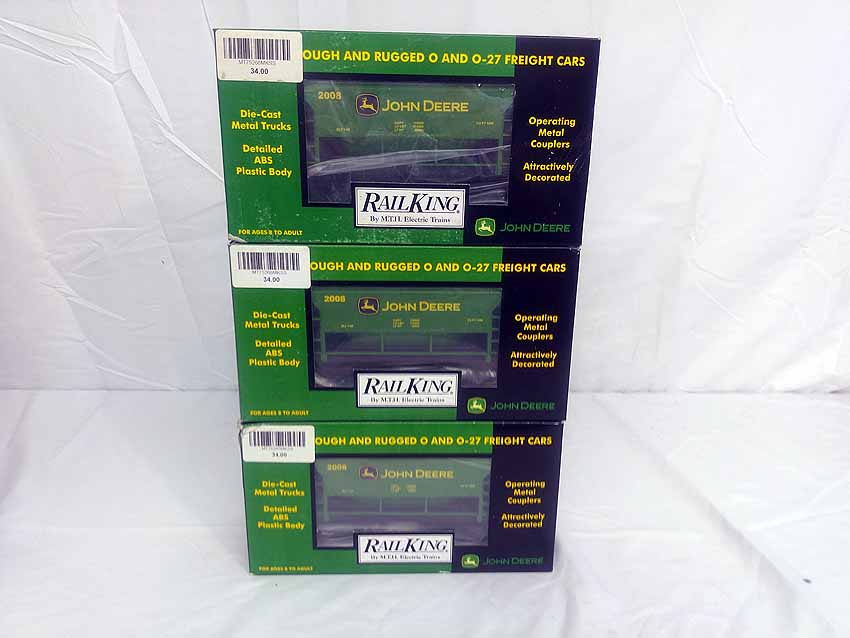 MT75268MKISS
34.00
OUGH AND RUGGED O AND O-27 FREIGHT CARS
2008 JOHN DEERE
Die-Cast
Metal Trucks
Detailed
ABS
Plastic Body
Operating
Metal
Couplers
Attractively
Decorated
RAILKING®
By M.T.H. Electric Trains
FOR AGES 8 TO ADULT
JOHN DEERE
34.00
OUGH AND RUGGED O AND O-27 FREIGHT CARS
2008 JOHN DEERE
Die-Cast
Metal Trucks
Detailed
ABS
Plastic Body
Operating
Metal
Couplers
Attractively
Decorated
RAILKING®
By M.T.H. Electric Trains
FOR AGES 8 TO ADULT
JOHN DEERE
34.00
OUGH AND RUGGED O AND O-27 FREIGHT CARS
2008 JOHN DEERE
Die-Cast
Metal Trucks
Detailed
ABS
Plastic Body
Operating
Metal
Couplers
Attractively
Decorated
RAILKING®
By M.T.H. Electric Trains
FOR AGES 8 TO ADULT
JOHN DEERE